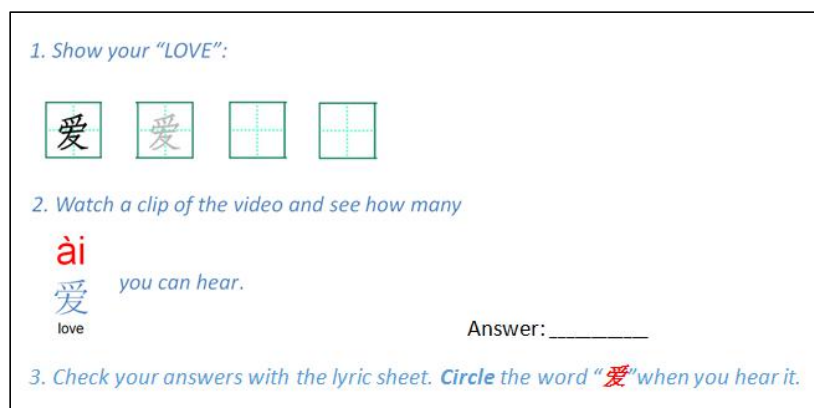 1. Show your “LOVE”:
爱 爱
2. Watch a clip of the video and see how many
ài
爱 you can hear.
love
Answer: ____________
3. Check your answers with the lyric sheet. Circle the word “爱”when you hear it.